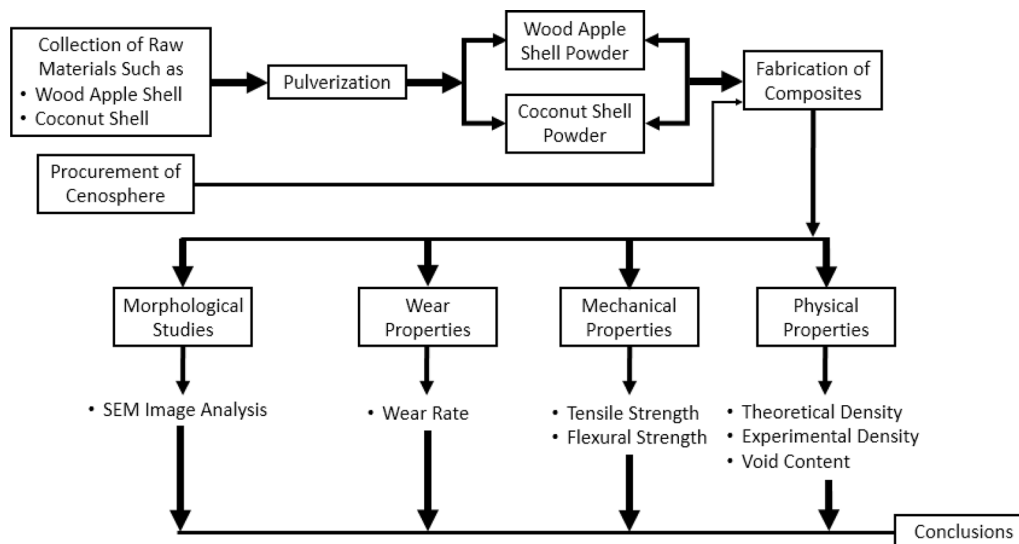 Collection of Raw
Materials Such as
• Wood Apple Shell
• Coconut Shell
Pulverization
Wood Apple
Shell Powder
Coconut Shell
Powder
Fabrication of
Composites
Procurement of
Cenosphere
Morphological
Studies
Wear
Properties
Mechanical
Properties
Physical
Properties
• SEM Image Analysis
• Wear Rate
• Tensile Strength
• Flexural Strength
• Theoretical Density
• Experimental Density
• Void Content
Conclusions